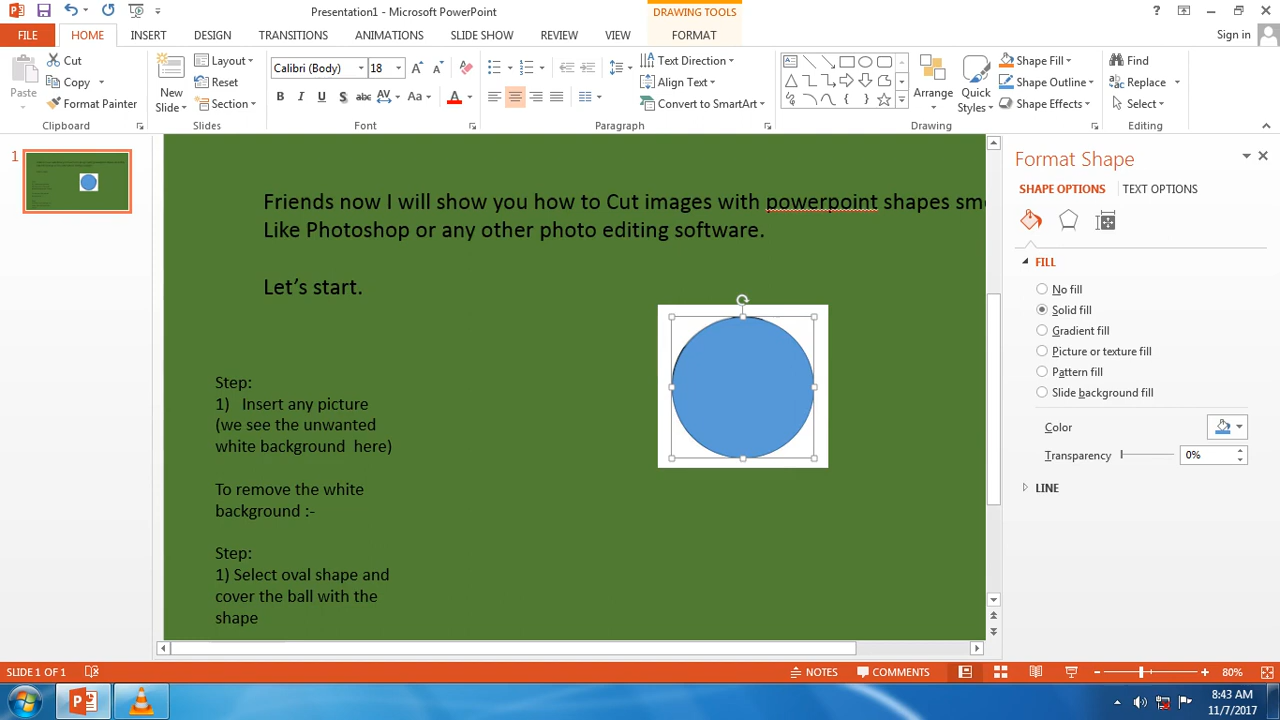 Presentation1 - Microsoft PowerPoint
DRAWING TOOLS
?
FILE
HOME
INSERT
DESIGN
TRANSITIONS
ANIMATIONS
SLIDE SHOW
REVIEW
VIEW
FORMAT
Sign in
Paste
Cut
Copy
Format Painter
Clipboard
New
Slide
Layout
Reset
Section
Slides
Calibri (Body)
18
B I U S abc AV Aa A
Font
Text Direction
Align Text
Convert to SmartArt
Paragraph
Arrange
Quick
Styles
Shape Fill
Shape Outline
Shape Effects
Drawing
Find
Replace
Select
Editing
1
Friends now I will show you how to Cut images with powerpoint shapes smo
Like Photoshop or any other photo editing software.
Let's start.
Step:
1) Insert any picture
(we see the unwanted
white background here)
To remove the white
background :-
Step:
1) Select oval shape and
cover the ball with the
shape
Format Shape
SHAPE OPTIONS
TEXT OPTIONS
FILL
No fill
Solid fill
Gradient fill
Picture or texture fill
Pattern fill
Slide background fill
Color
Transparency
0%
LINE
SLIDE 1 OF 1
NOTES
COMMENTS
80%
8:43 AM
11/7/2017